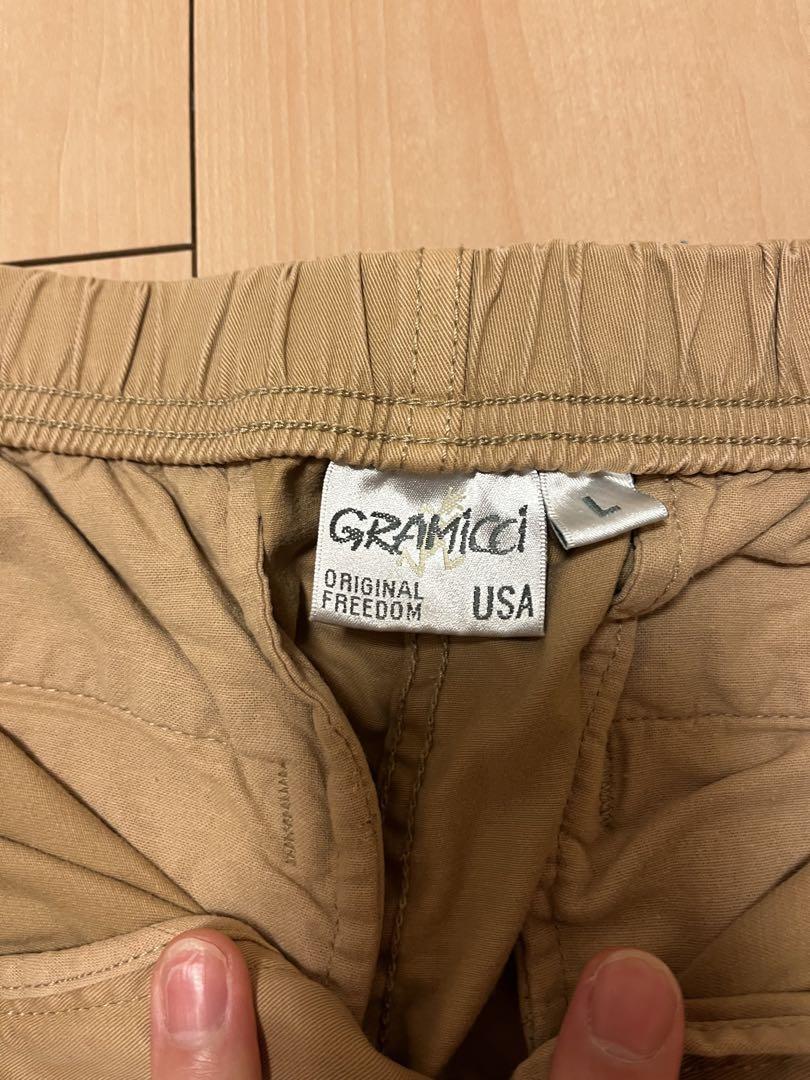 GRAMiCCi
L
ORIGINAL
FREEDOM
USA